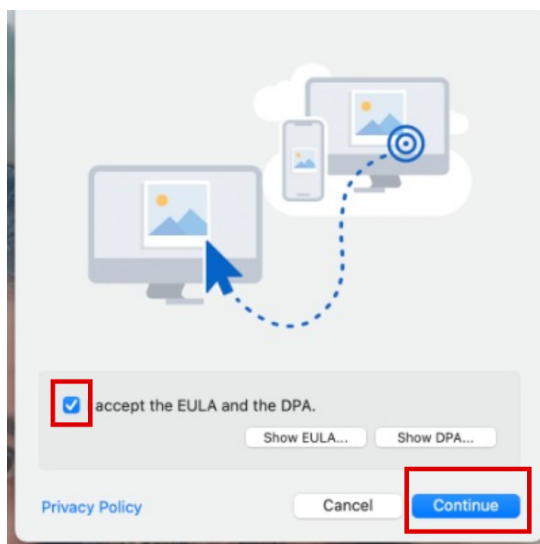 accept the EULA and the DPA.
Show EULA... Show DPA...
Privacy Policy Cancel Continue